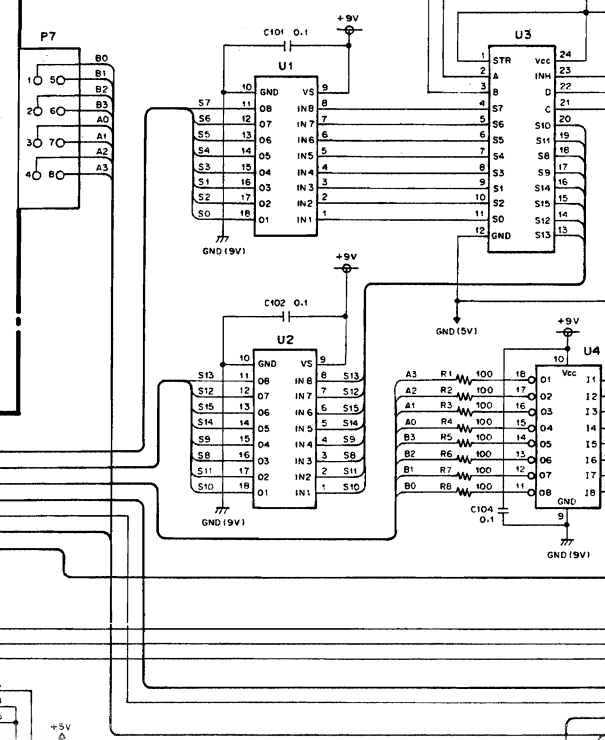 +9V
C101 0.1
U3
P7
U1
B0
B1
B2
B3
A0
A1
A2
A3
1 5
2 6
3 7
4 8
10 GND VS 9
S7 11 O8 IN8 8
S6 12 O7 IN7 7
S5 13 O6 IN6 6
S4 14 O5 IN5 5
S3 15 O4 IN4 4
S1 16 O3 IN3 3
S2 17 O2 IN2 2
S0 18 O1 IN1 1
GND (9V)
1 STR Vcc 24
2 A INH 23
3 B D 22
4 S7 C 21
5 S6 S10 20
6 S5 S11 19
7 S4 S8 18
8 S3 S9 17
9 S1 S14 16
10 S2 S15 15
11 S0 S12 14
12 GND S13 13
+9V
C102 0.1
GND (5V)
U2
10 GND VS 9
S13 11 O8 IN8 8 S13
S12 12 O7 IN7 7 S12
S15 13 O6 IN6 6 S15
S14 14 O5 IN5 5 S14
S9 15 O4 IN4 4 S9
S8 16 O3 IN3 3 S8
S11 17 O2 IN2 2 S11
S10 18 O1 IN1 1 S10
GND (9V)
+9V
U4
10
Vcc
A3 R1 100 18 O1 I1
A2 R2 100 17 O2 I2
A1 R3 100 16 O3 I3
A0 R4 100 15 O4 I4
B3 R5 100 14 O5 I5
B2 R6 100 13 O6 I6
B1 R7 100 12 O7 I7
B0 R8 100 11 O8 I8
GND
C104
0.1
9
GND (9V)
+5V